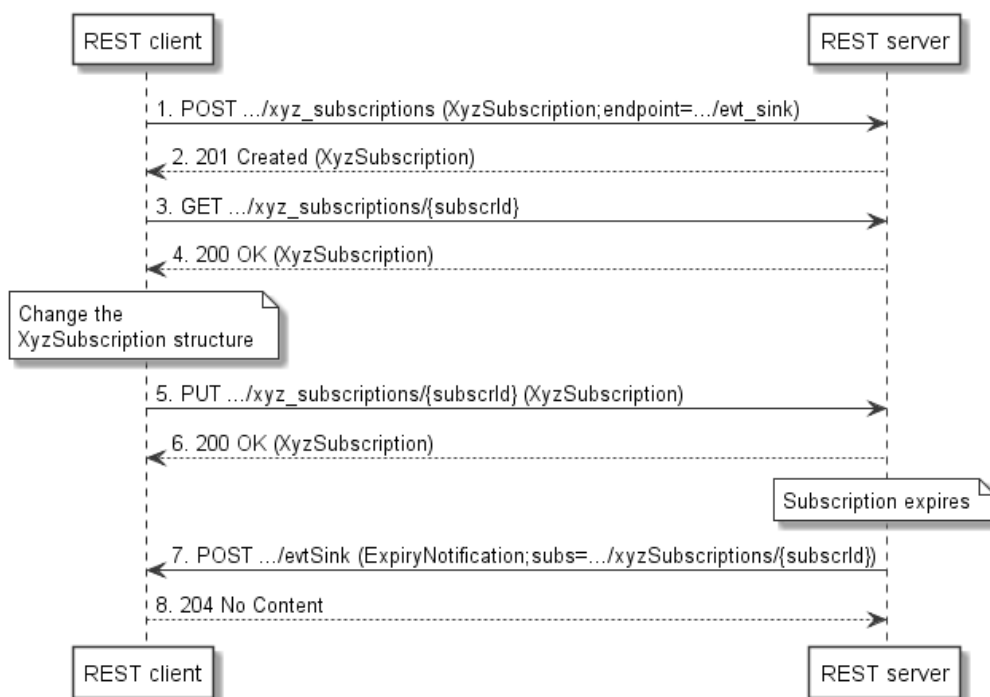 REST client
REST server
1. POST .../xyz_subscriptions (XyzSubscription;endpoint=.../evt_sink)
2. 201 Created (XyzSubscription)
3. GET .../xyz_subscriptions/{subscrId}
4. 200 OK (XyzSubscription)
Change the
XyzSubscription structure
5. PUT .../xyz_subscriptions/{subscrId} (XyzSubscription)
6. 200 OK (XyzSubscription)
Subscription expires
7. POST .../evtSink (ExpiryNotification;subs=.../xyzSubscriptions/{subscrId})
8. 204 No Content
REST client
REST server